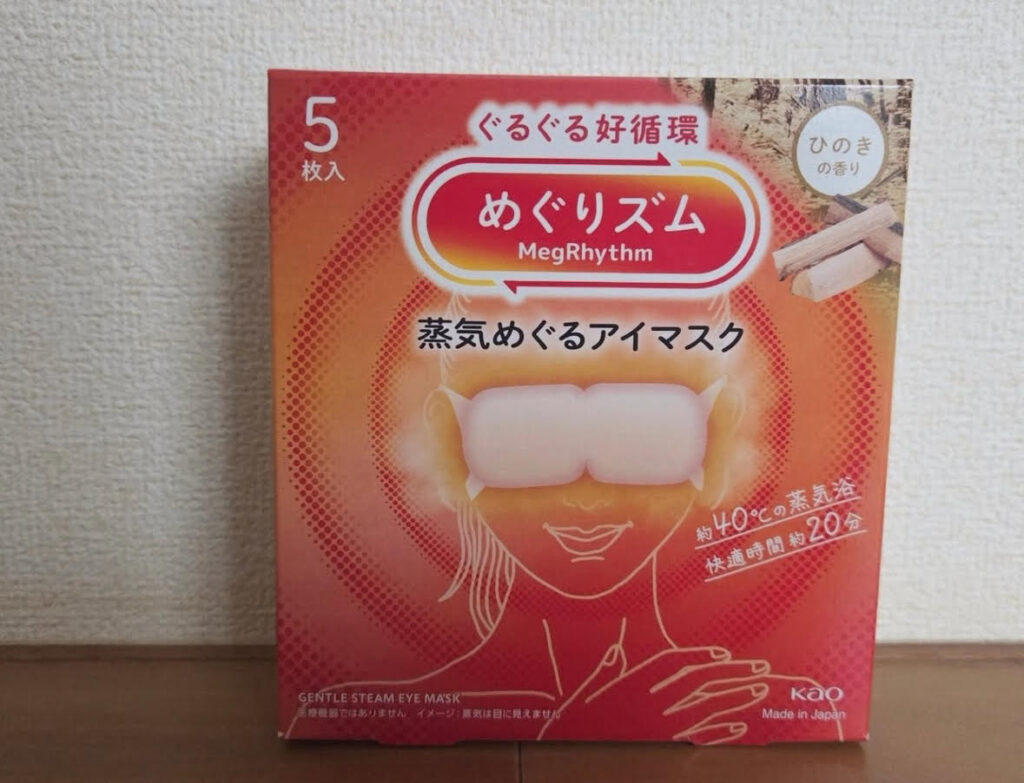 5
枚入
ぐるぐる好循環
めぐりズム
MegRhythm
ひのき
の香り
蒸気めぐるアイマスク
約40℃の蒸気浴
快適時間約20分
GENTLE STEAM EYE MASK
医療機器ではありません イメージ:蒸気は目に見えません
Kao
Made in Japan